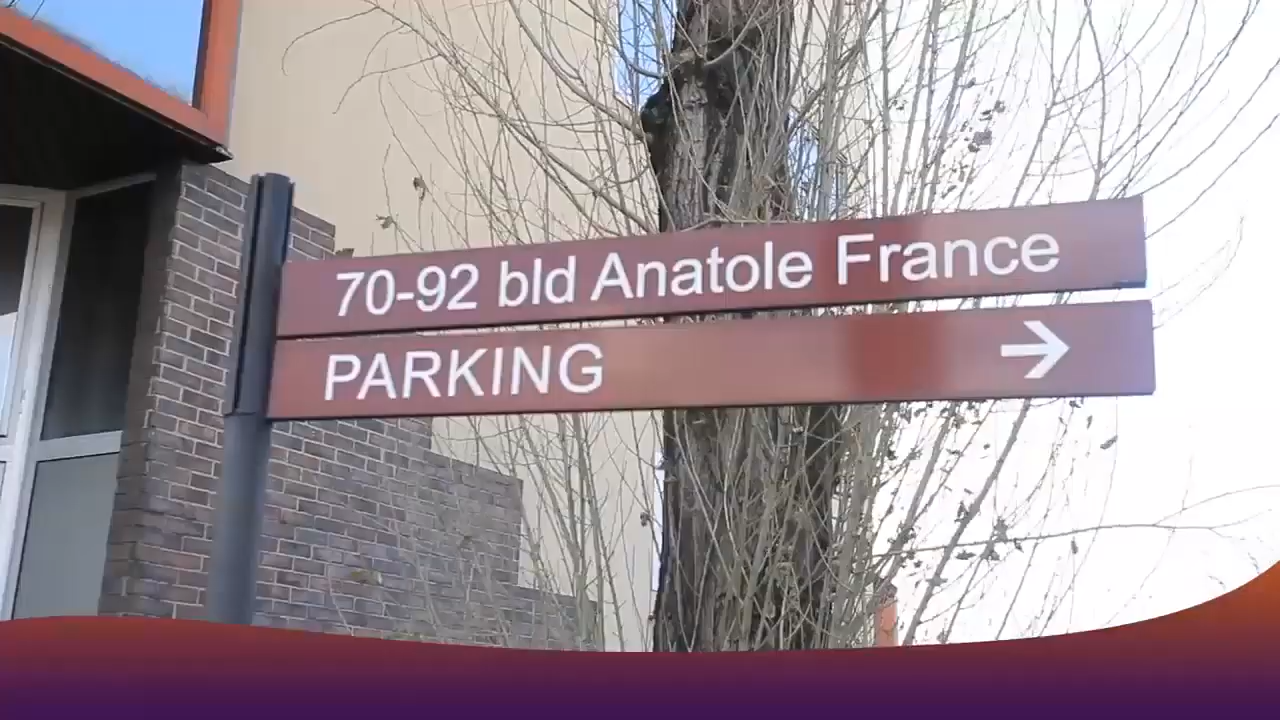 70-92 bld Anatole France
PARKING →